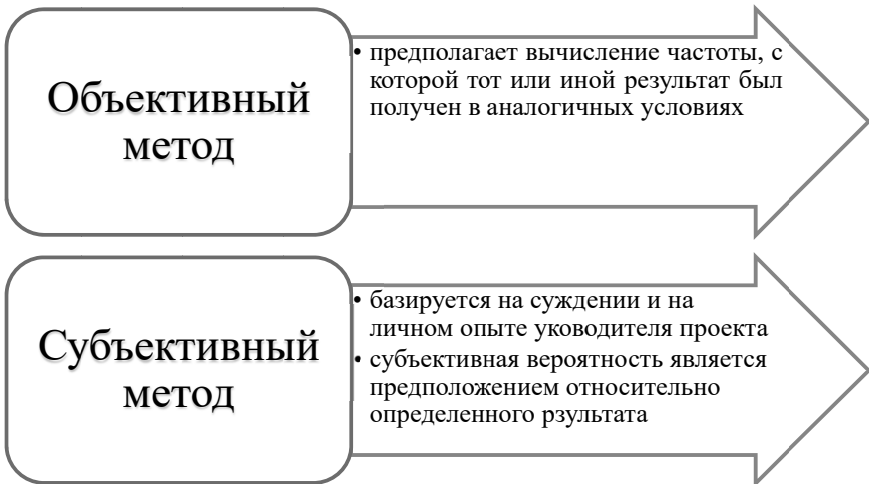 Объективный
метод
• предполагает вычисление частоты, с
которой тот или иной результат был
получен в аналогичных условиях
Субъективный
метод
• базируется на суждении и на
личном опыте уководителя проекта
• субъективная вероятность является
предположением относительно
определенного рзультата